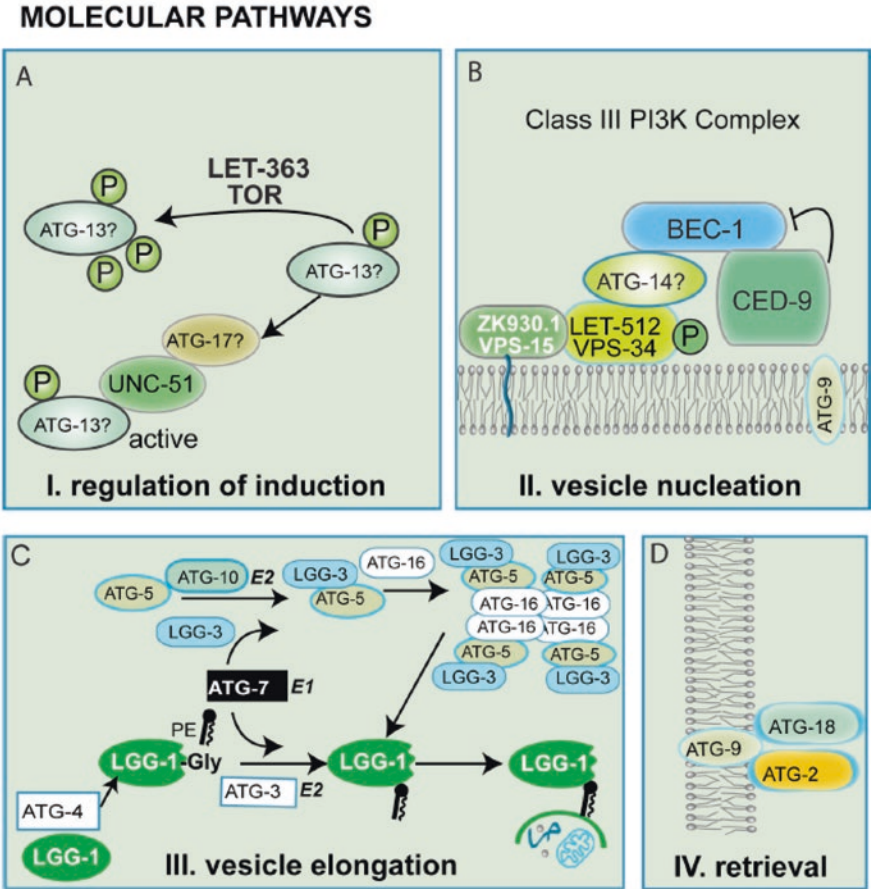 MOLECULAR PATHWAYS
A
LET-363
TOR
P
ATG-13?
P
P
P
ATG-13?
ATG-17?
P
UNC-51
ATG-13?
active
I. regulation of induction
B
Class III PI3K Complex
BEC-1
ATG-14?
CED-9
ZK930.1
VPS-15
LET-512
VPS-34
P
ATG-9
II. vesicle nucleation
C
ATG-5
ATG-10
E2
LGG-3
LGG-3
ATG-5
ATG-16
LGG-3
LGG-3
ATG-5
ATG-5
ATG-16
ATG-16
ATG-16
ATG-16
ATG-5
ATG-5
LGG-3
LGG-3
ATG-7
E1
PE
LGG-1
-Gly
ATG-3
E2
LGG-1
LGG-1
ATG-4
LGG-1
III. vesicle elongation
D
ATG-18
ATG-9
ATG-2
IV. retrieval